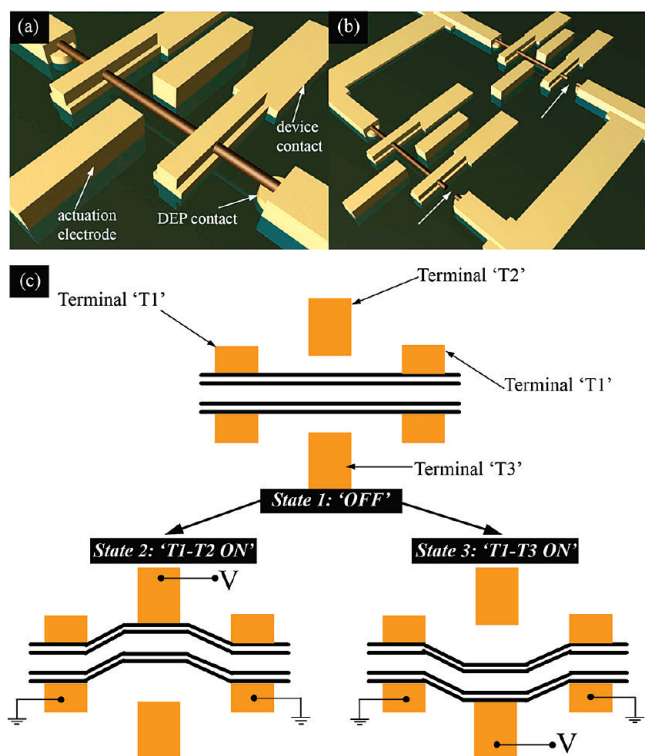 (a)
(b)
device
contact
actuation
electrode
DEP contact
(c)
Terminal ‘T2’
Terminal ‘T1’
Terminal ‘T1’
Terminal ‘T3’
State 1: ‘OFF’
State 2: ‘T1-T2 ON’
State 3: ‘T1-T3 ON’
V
V